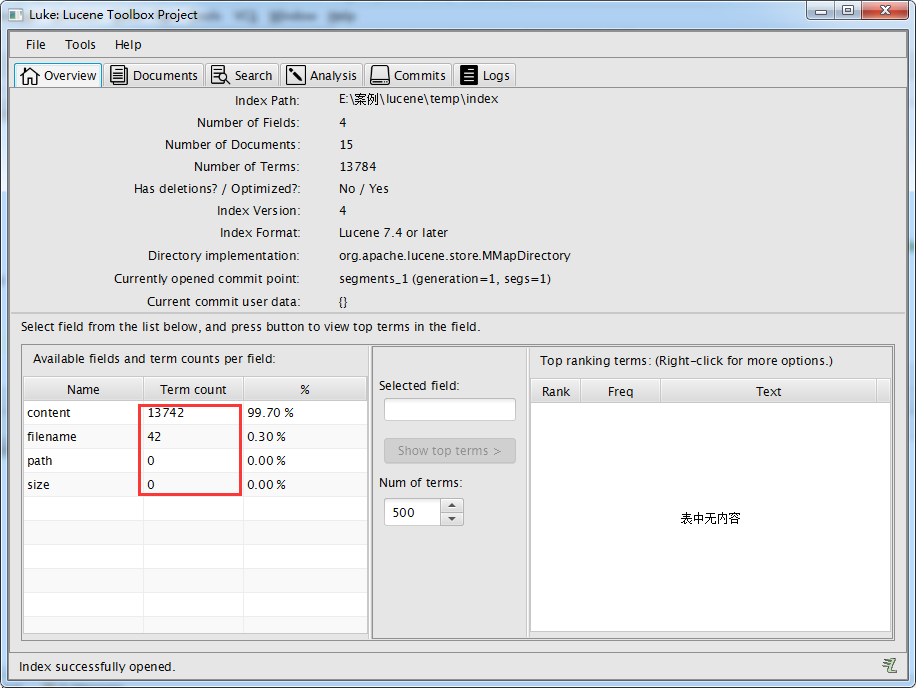 Luke: Lucene Toolbox Project
File Tools Help
Overview Documents Search Analysis Commits Logs
Index Path: E:\案例\lucene\temp\index
Number of Fields: 4
Number of Documents: 15
Number of Terms: 13784
Has deletions? / Optimized?: No / Yes
Index Version: 4
Index Format: Lucene 7.4 or later
Directory implementation: org.apache.lucene.store.MMapDirectory
Currently opened commit point: segments_1 (generation=1, segs=1)
Current commit user data: {}
Select field from the list below, and press button to view top terms in the field.
Available fields and term counts per field:
Name Term count %
content 13742 99.70 %
filename 42 0.30 %
path 0 0.00 %
size 0 0.00 %
Selected field:
Show top terms >
Num of terms:
500
Top ranking terms: (Right-click for more options.)
Rank Freq Text
表中无内容
Index successfully opened.